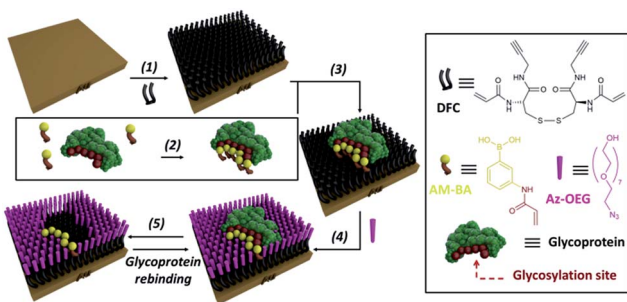 (1)
(3)
(2)
(5)
Glycoprotein
rebinding
(4)
DFC
HN
O
O
NH
O
N
H
S-S
N
H
O
HO
OH
B
AM-BA
HN
O
OH
O
7
N3
Az-OEG
Glycoprotein
Glycosylation site